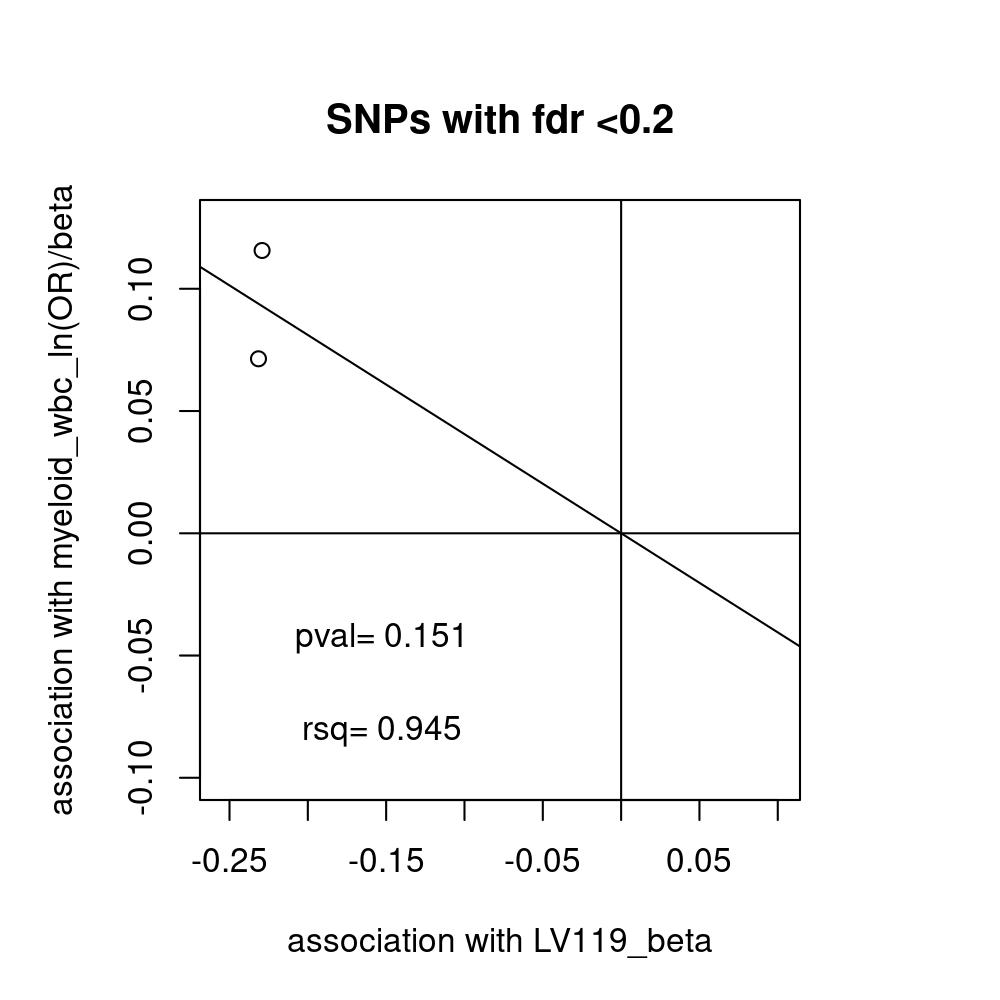 SNPs with fdr <0.2
association with myeloid_wbc_ln(OR)/beta
0.10
0.05
0.00
-0.05
-0.10
pval= 0.151
rsq= 0.945
-0.25 -0.15 -0.05 0.05
association with LV119_beta